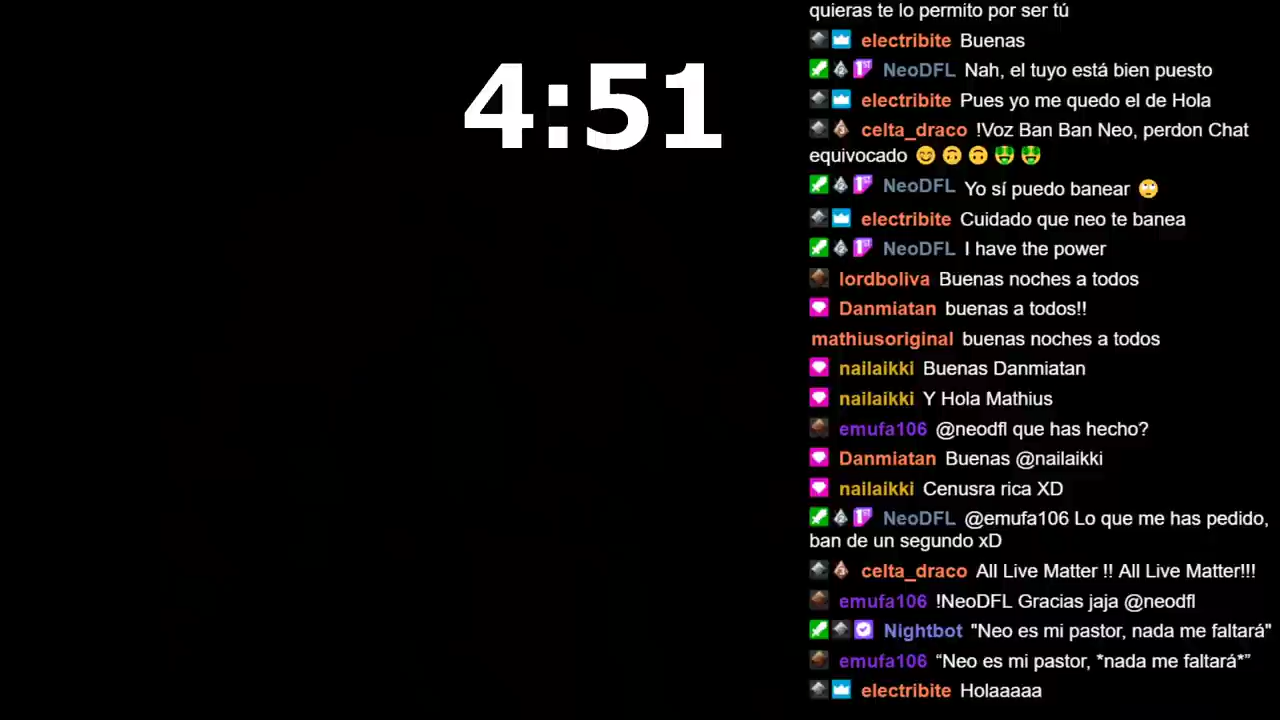 4:51
quieras te lo permito por ser tú
electribite Buenas
NeoDFL Nah, el tuyo está bien puesto
electribite Pues yo me quedo el de Hola
celta_draco !Voz Ban Ban Neo, perdon Chat
equivocado 😊 🙃 🙃 🤑 🤑
NeoDFL Yo sí puedo banear 🙄
electribite Cuidado que neo te banea
NeoDFL I have the power
lordboliva Buenas noches a todos
Danmiatan buenas a todos!!
mathiusoriginal buenas noches a todos
nailaikki Buenas Danmiatan
nailaikki Y Hola Mathius
emufa106 @neodfl que has hecho?
Danmiatan Buenas @nailaikki
nailaikki Cenusra rica XD
NeoDFL @emufa106 Lo que me has pedido,
ban de un segundo xD
celta_draco All Live Matter !! All Live Matter!!!
emufa106 !NeoDFL Gracias jaja @neodfl
Nightbot "Neo es mi pastor, nada me faltará"
emufa106 “Neo es mi pastor, *nada me faltará*”
electribite Holaaaaa